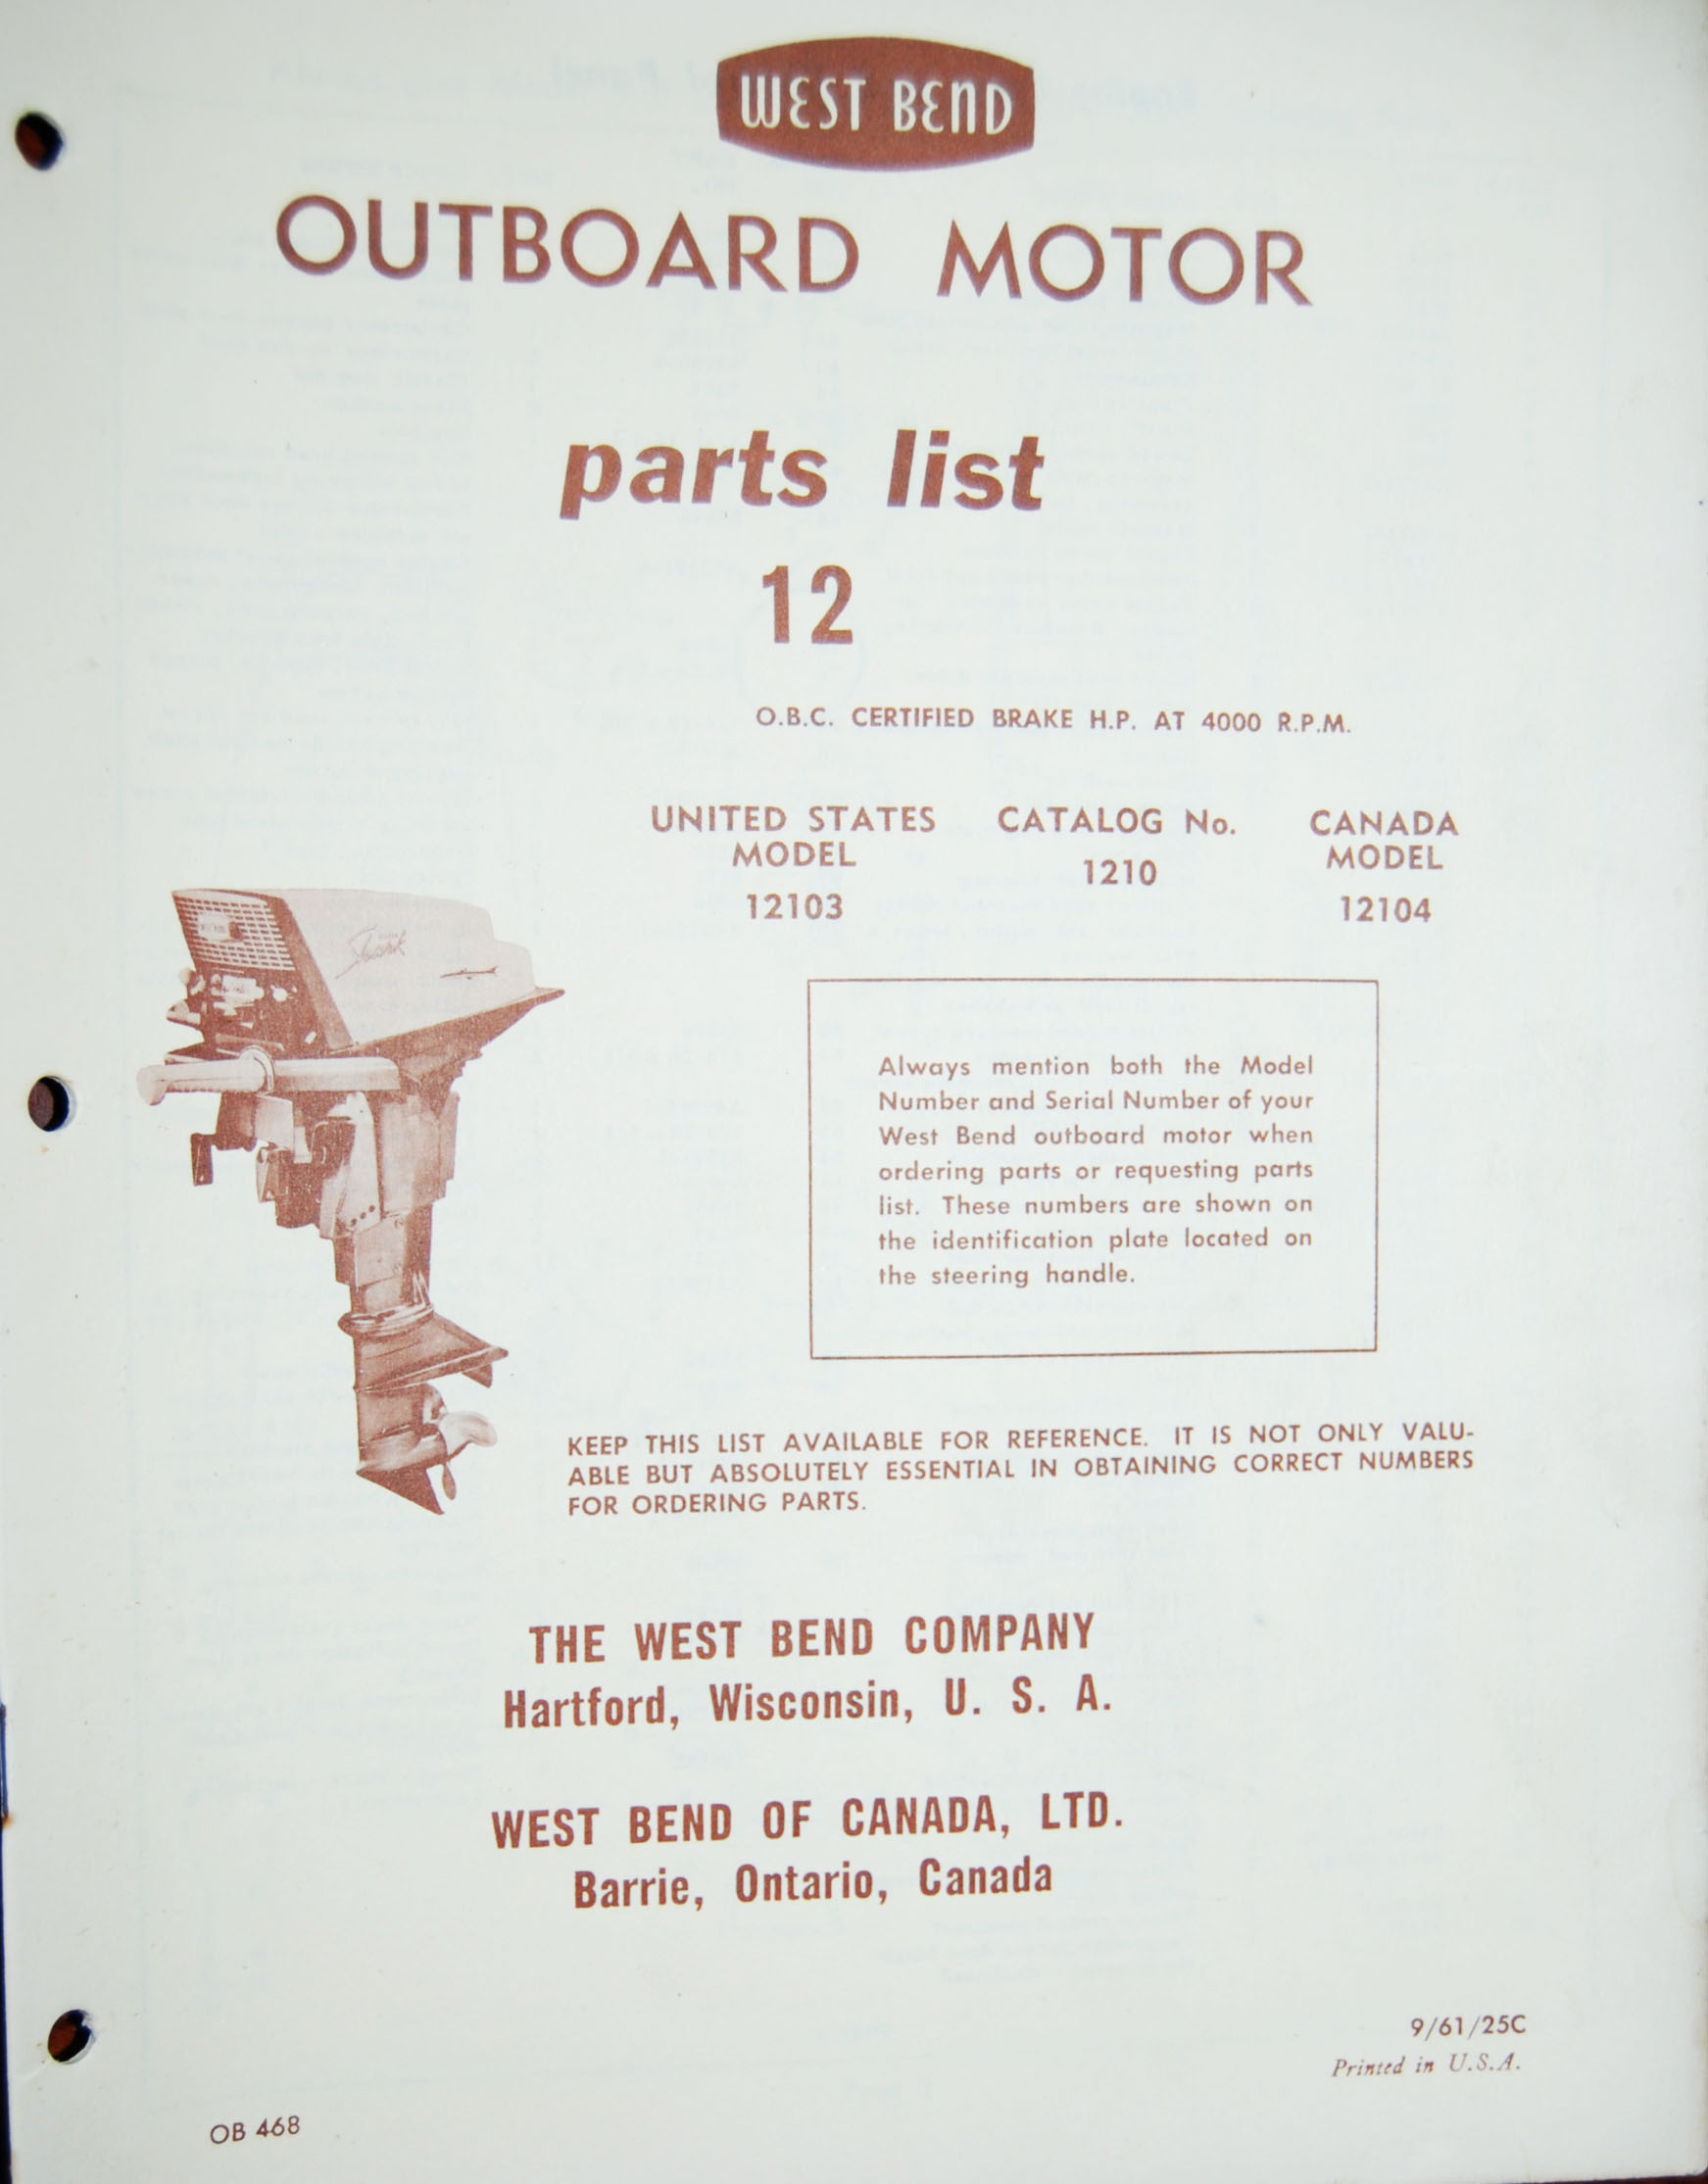 WEST BEND
OUTBOARD MOTOR
parts list
12
O.B.C. CERTIFIED BRAKE H.P. AT 4000 R.P.M.
UNITED STATES CATALOG No. CANADA
MODEL 1210 MODEL
12103 12104
Shark
Always mention both the Model
Number and Serial Number of your
West Bend outboard motor when
ordering parts or requesting parts
list. These numbers are shown on
the identification plate located on
the steering handle.
KEEP THIS LIST AVAILABLE FOR REFERENCE. IT IS NOT ONLY VALU-
ABLE BUT ABSOLUTELY ESSENTIAL IN OBTAINING CORRECT NUMBERS
FOR ORDERING PARTS.
THE WEST BEND COMPANY
Hartford, Wisconsin, U. S. A.
WEST BEND OF CANADA, LTD.
Barrie, Ontario, Canada
9/61/25C
Printed in U.S.A.
OB 468